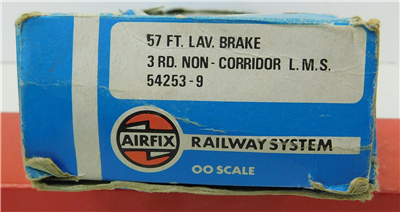 57 FT. LAV. BRAKE
3 RD. NON - CORRIDOR L.M.S.
54253 - 9
AIRFIX RAILWAY SYSTEM
OO SCALE